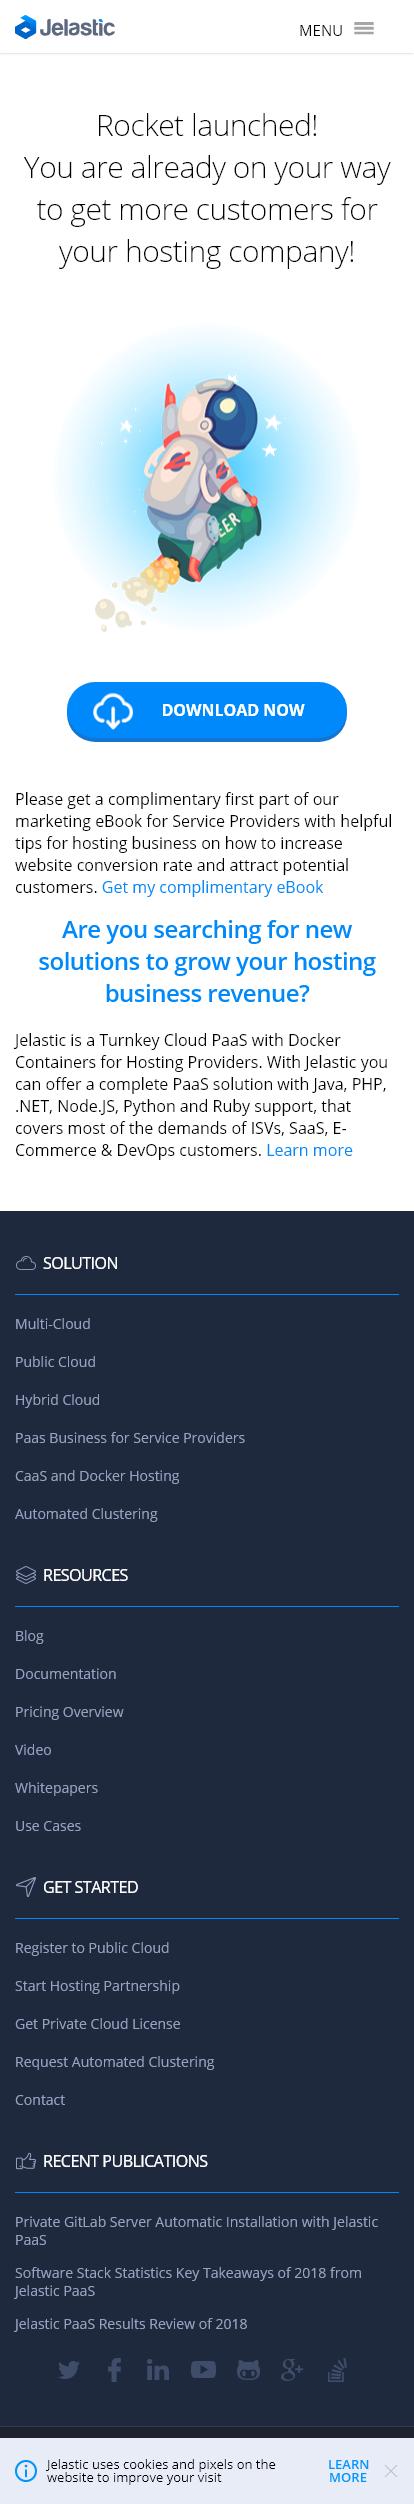 Jelastic
MENU
Rocket launched!
You are already on your way
to get more customers for
your hosting company!
DOWNLOAD NOW
Please get a complimentary first part of our
marketing eBook for Service Providers with helpful
tips for hosting business on how to increase
website conversion rate and attract potential
customers. Get my complimentary eBook
Are you searching for new
solutions to grow your hosting
business revenue?
Jelastic is a Turnkey Cloud PaaS with Docker
Containers for Hosting Providers. With Jelastic you
can offer a complete PaaS solution with Java, PHP,
.NET, Node.JS, Python and Ruby support, that
covers most of the demands of ISVs, SaaS, E-
Commerce & DevOps customers. Learn more
SOLUTION
Multi-Cloud
Public Cloud
Hybrid Cloud
Paas Business for Service Providers
CaaS and Docker Hosting
Automated Clustering
RESOURCES
Blog
Documentation
Pricing Overview
Video
Whitepapers
Use Cases
GET STARTED
Register to Public Cloud
Start Hosting Partnership
Get Private Cloud License
Request Automated Clustering
Contact
RECENT PUBLICATIONS
Private GitLab Server Automatic Installation with Jelastic
PaaS
Software Stack Statistics Key Takeaways of 2018 from
Jelastic PaaS
Jelastic PaaS Results Review of 2018
Jelastic uses cookies and pixels on the
website to improve your visit
LEARN
MORE